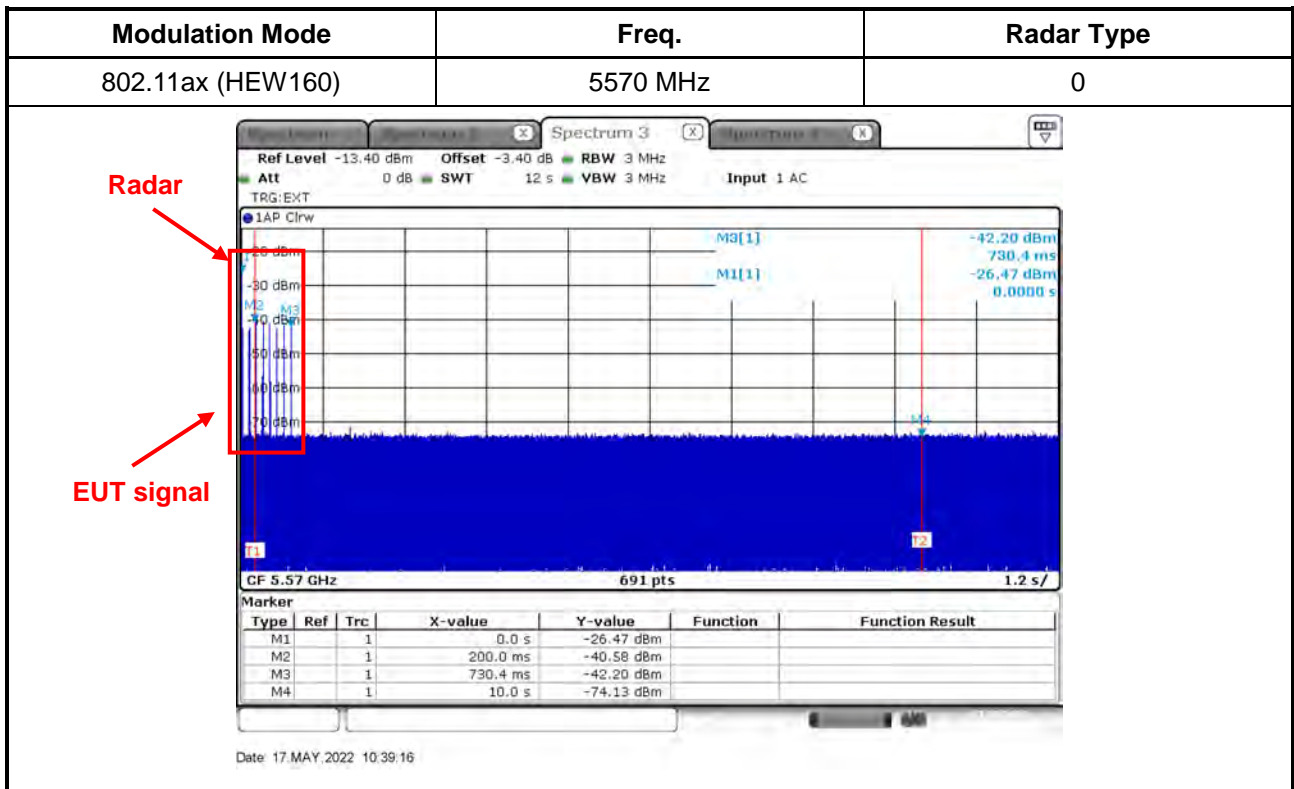 Modulation Mode Freq. Radar Type
802.11ax (HEW160) 5570 MHz 0
Spectrum 3
Ref Level -13.40 dBm Offset -3.40 dB RBW 3 MHz
Att 0 dB SWT 12 s VBW 3 MHz Input 1 AC
TRG:EXT
1AP Clrw
Radar
M3[1] -42.20 dBm
730.4 ms
M1[1] -26.47 dBm
0.0000 s
-20 dBm
-30 dBm
M2 M3
-40 dBm
-50 dBm
-60 dBm
-70 dBm
M4
EUT signal
T1 T2
CF 5.57 GHz 691 pts 1.2 s/
Marker
Type Ref Trc X-value Y-value Function Function Result
M1 1 0.0 s -26.47 dBm
M2 1 200.0 ms -40.58 dBm
M3 1 730.4 ms -42.20 dBm
M4 1 10.0 s -74.13 dBm
Date: 17.MAY.2022 10:39:16